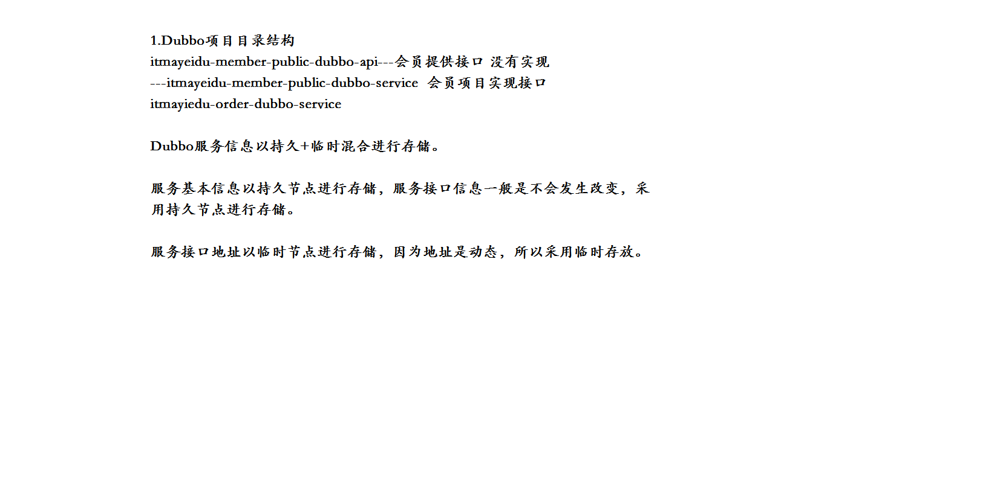 1.Dubbo项目目录结构
itmayeidu-member-public-dubbo-api---会员提供接口 没有实现
---itmayeidu-member-public-dubbo-service  会员项目实现接口
itmayiedu-order-dubbo-service
Dubbo服务信息以持久+临时混合进行存储。
服务基本信息以持久节点进行存储，服务接口信息一般是不会发生改变，采
用持久节点进行存储。
服务接口地址以临时节点进行存储，因为地址是动态，所以采用临时存放。